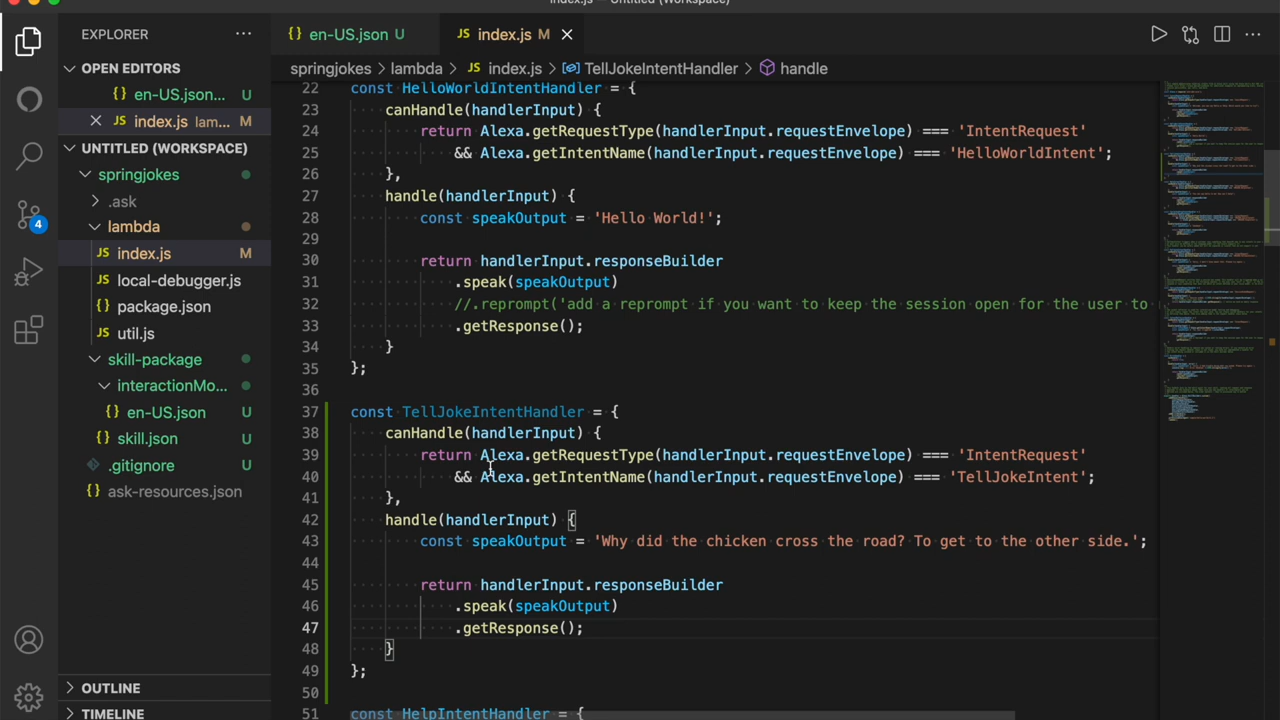 index.js — Untitled (Workspace)
EXPLORER
OPEN EDITORS
{} en-US.json... U
JS index.js lam... M
UNTITLED (WORKSPACE)
springjokes
.ask
lambda
JS index.js M
JS local-debugger.js
{} package.json
JS util.js
skill-package
interactionMo...
{} en-US.json U
{} skill.json U
.gitignore U
{} ask-resources.json
OUTLINE
TIMELINE
4
{} en-US.json U
JS index.js M
springjokes > lambda > JS index.js > TellJokeIntentHandler > handle
22 const HelloWorldIntentHandler = {
23 canHandle(handlerInput) {
24 return Alexa.getRequestType(handlerInput.requestEnvelope) === 'IntentRequest'
25 && Alexa.getIntentName(handlerInput.requestEnvelope) === 'HelloWorldIntent';
26 },
27 handle(handlerInput) {
28 const speakOutput = 'Hello World!';
29
30 return handlerInput.responseBuilder
31 .speak(speakOutput)
32 //.reprompt('add a reprompt if you want to keep the session open for the user to
33 .getResponse();
34 }
35 };
36
37 const TellJokeIntentHandler = {
38 canHandle(handlerInput) {
39 return Alexa.getRequestType(handlerInput.requestEnvelope) === 'IntentRequest'
40 && Alexa.getIntentName(handlerInput.requestEnvelope) === 'TellJokeIntent';
41 },
42 handle(handlerInput) {
43 const speakOutput = 'Why did the chicken cross the road? To get to the other side.';
44
45 return handlerInput.responseBuilder
46 .speak(speakOutput)
47 .getResponse();
48 }
49 };
50
51 const HelpIntentHandler = {